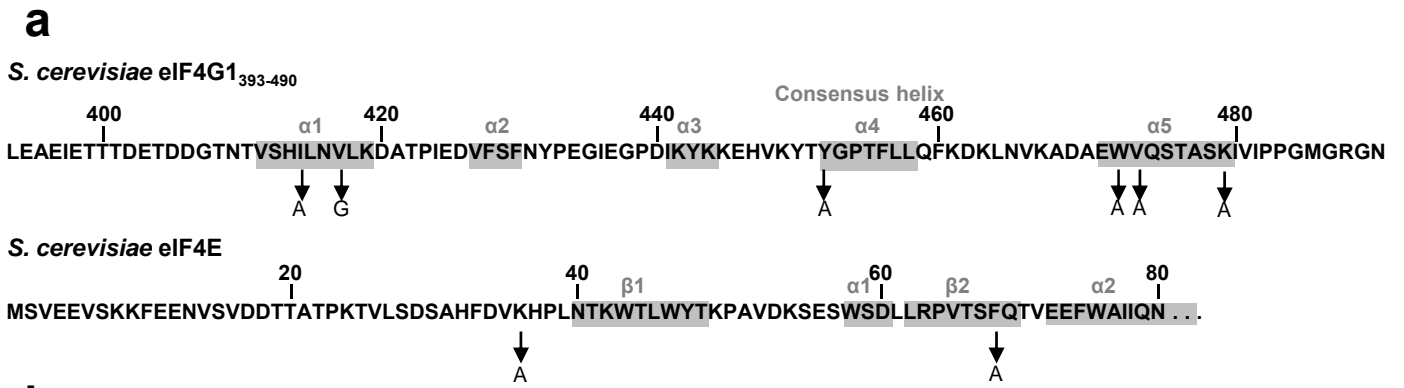 a
S. cerevisiae eIF4G1393-490
Consensus helix
400 420 440 460 480
α1 α2 α3 α4 α5
LEAEIETTTDETDDGTNTVSHILNVLKDATPIEDVFSFNYPEGIEGPDIKYKKEHVKYTYGPTFLLQFKDKLNVKADAEWVQSTASKIVIPPGMGRGN
A G A A A A
S. cerevisiae eIF4E
20 40 60 80
β1 α1 β2 α2
MSVEEVSKKFEENVSVDDTTATPKTVLSDSAHFDVKHPLNTKWTLWYTKPAVDKSESWSDLLRPVTSFQTVEEFWAIIQN . . .
A A